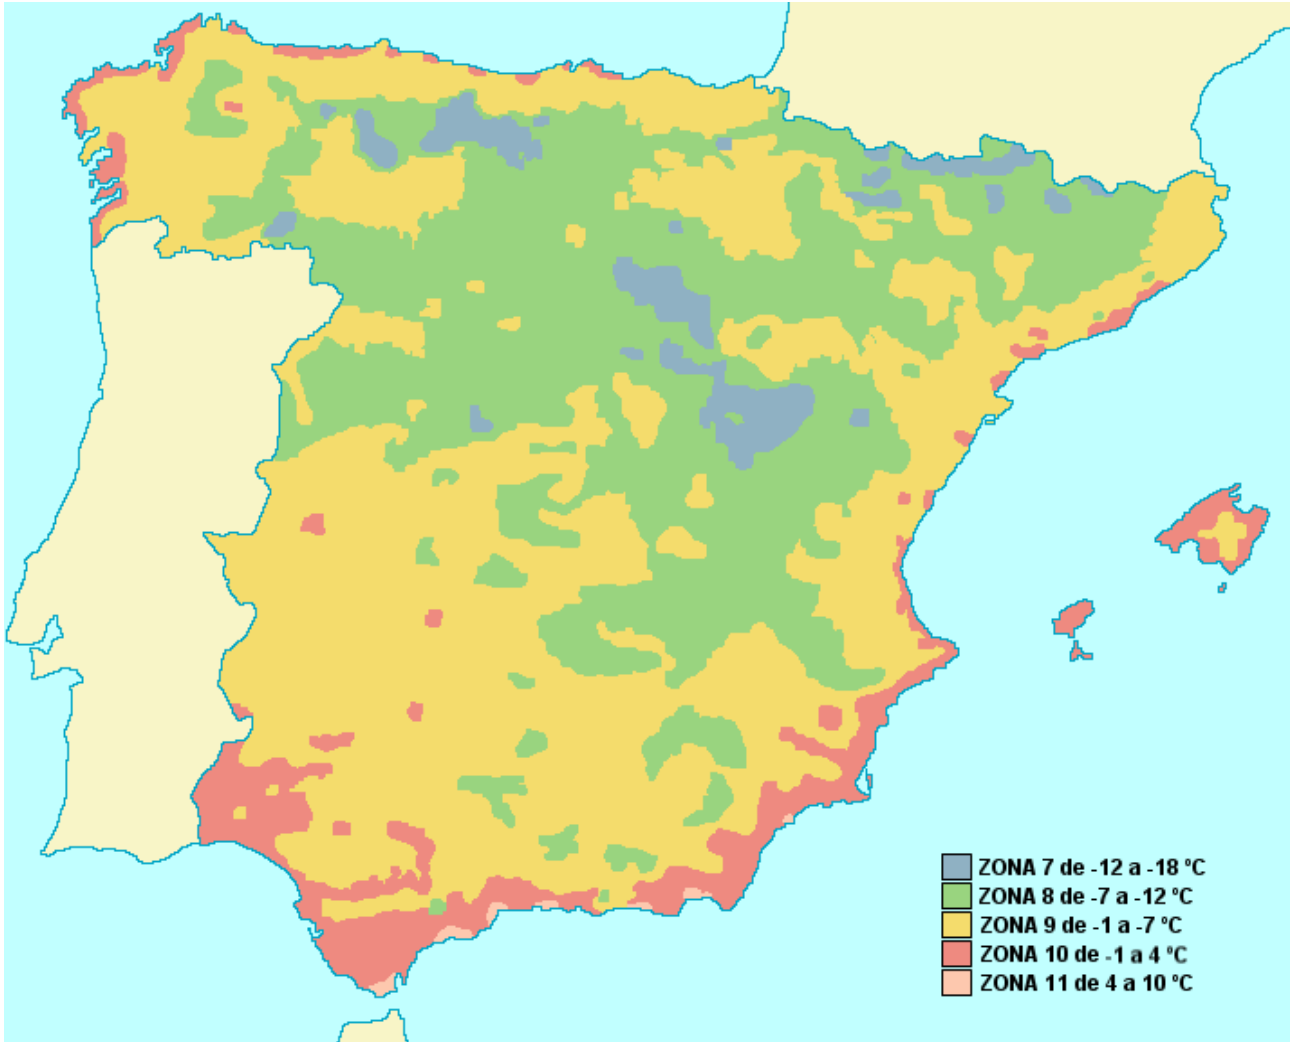 ZONA 7 de -12 a -18 ºC
ZONA 8 de -7 a -12 ºC
ZONA 9 de -1 a -7 ºC
ZONA 10 de -1 a 4 ºC
ZONA 11 de 4 a 10 ºC